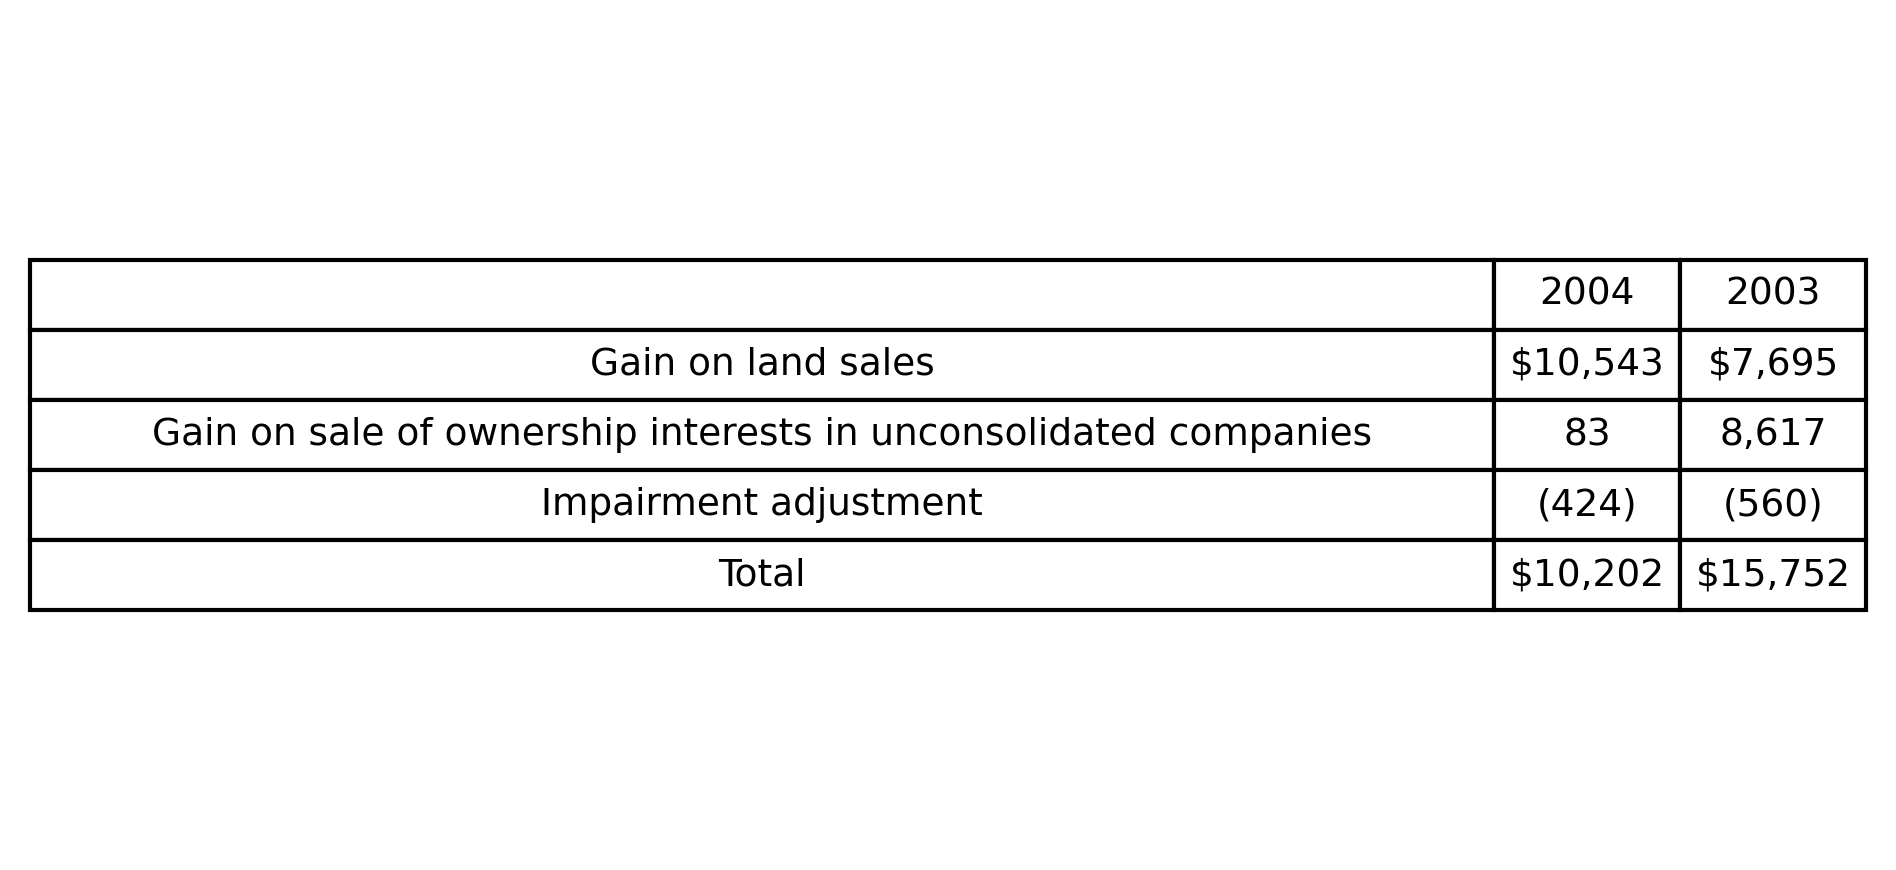 2004 2003
Gain on land sales $10,543 $7,695
Gain on sale of ownership interests in unconsolidated companies 83 8,617
Impairment adjustment (424) (560)
Total $10,202 $15,752